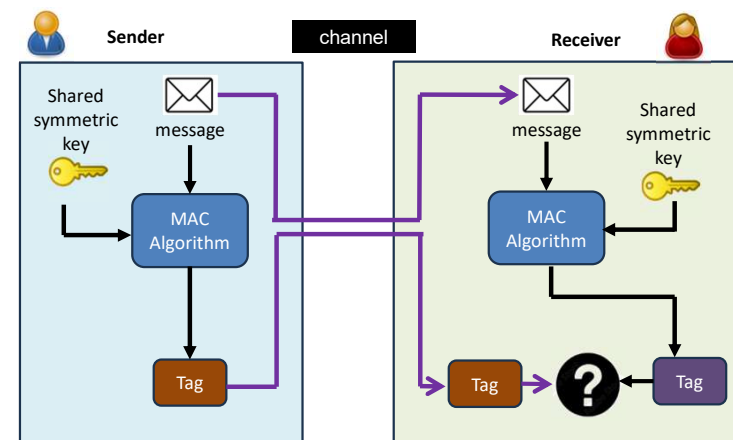 Sender
channel
Receiver
Shared
symmetric
key
message
MAC
Algorithm
Tag
message
Shared
symmetric
key
MAC
Algorithm
Tag
?
Tag